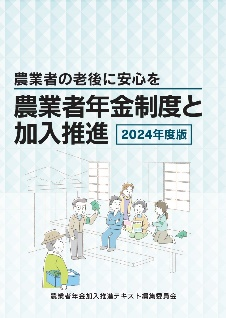 農業者の老後に安心を
農業者年金制度と
加入推進 2024年度版
農業者年金加入推進テキスト編集委員会